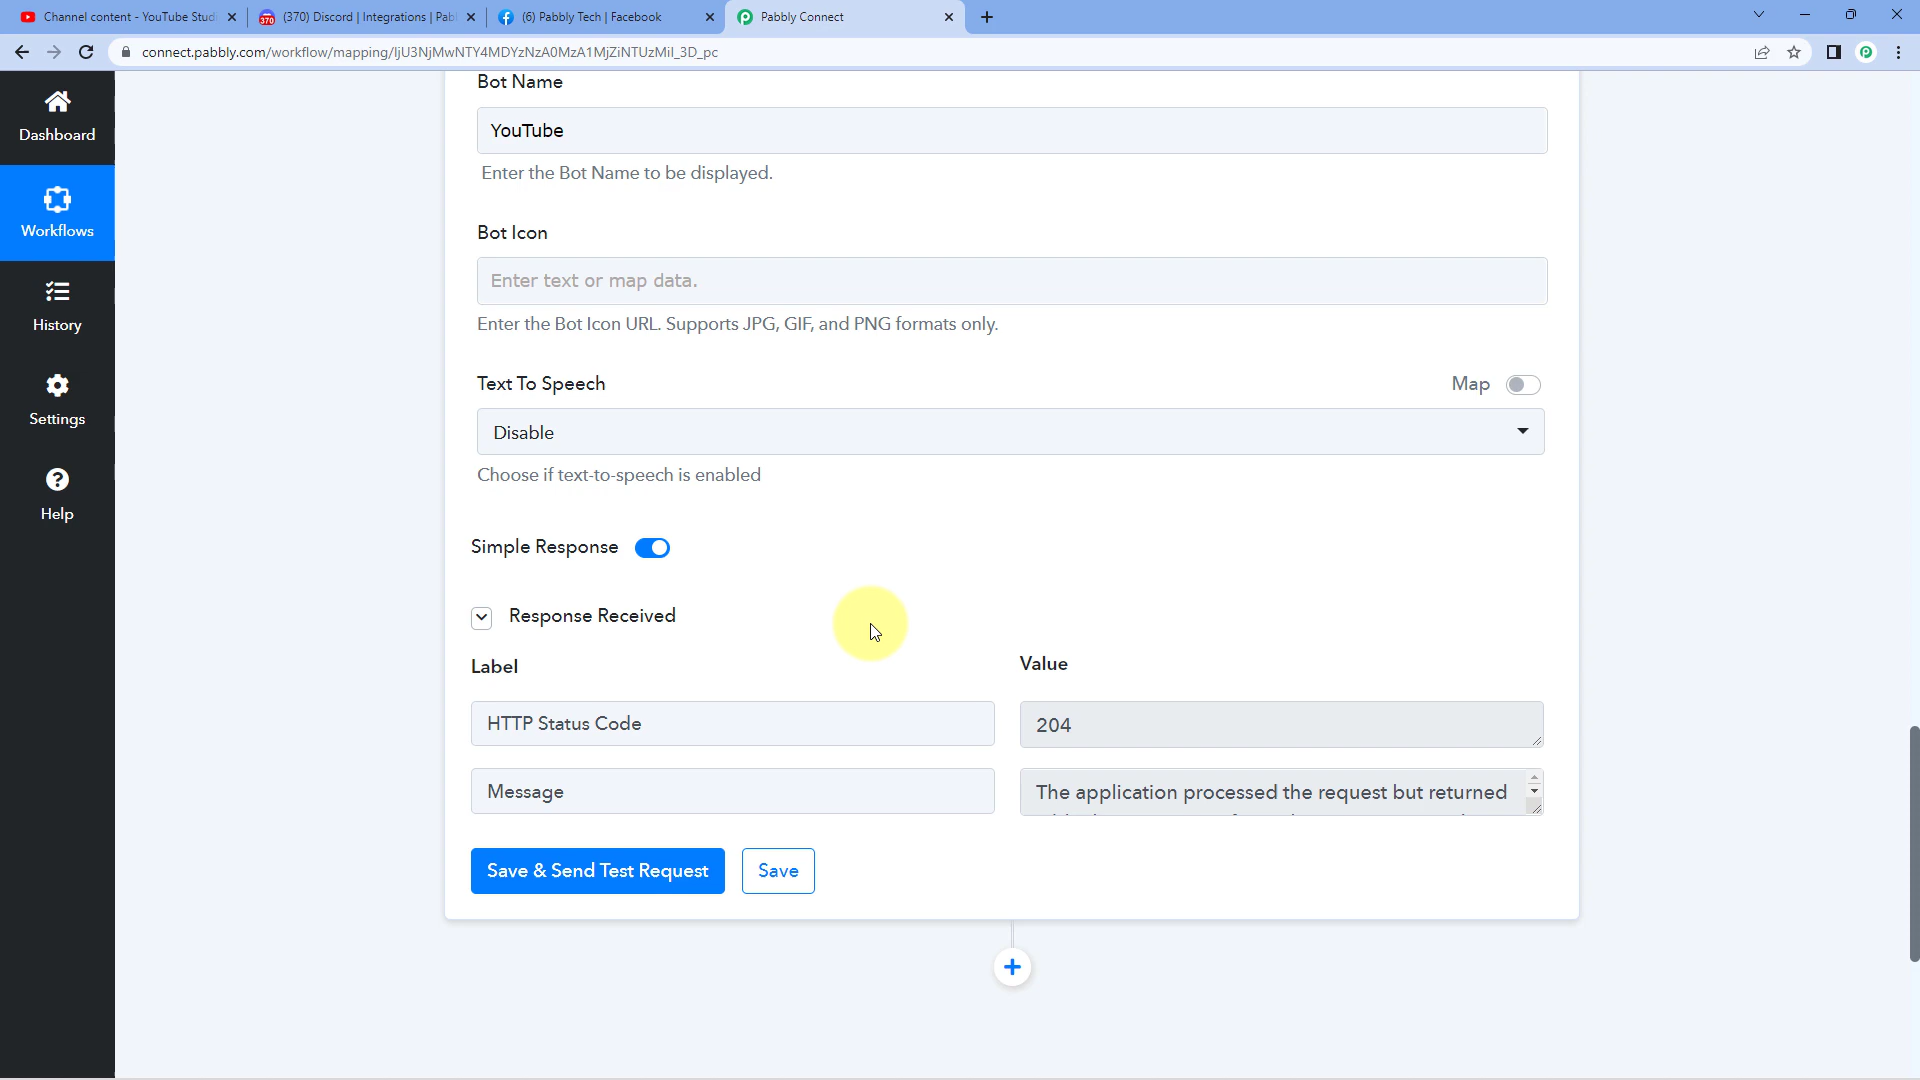 Channel content - YouTube Studi
370
(370) Discord | Integrations | Pabl
(6) Pabbly Tech | Facebook
Pabbly Connect
connect.pabbly.com/workflow/mapping/IjU3NjMwNTY4MDYzNzA0MzA1MjZiNTUzMiI_3D_pc
Dashboard
Workflows
History
Settings
Help
Bot Name
YouTube
Enter the Bot Name to be displayed.
Bot Icon
Enter text or map data.
Enter the Bot Icon URL. Supports JPG, GIF, and PNG formats only.
Text To Speech
Map
Disable
Choose if text-to-speech is enabled
Simple Response
Response Received
Label
Value
HTTP Status Code
204
Message
The application processed the request but returned
Save & Send Test Request
Save